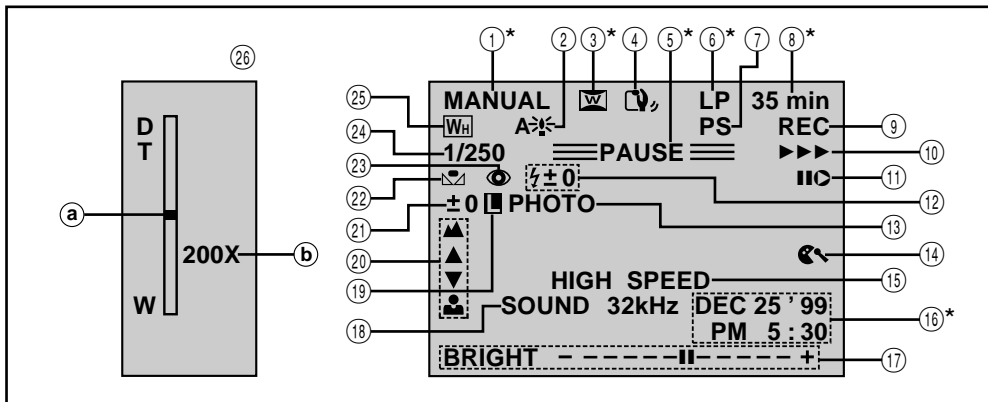 ①* ② ③* ④ ⑤* ⑥* ⑦ ⑧*
㉖
D
T
W
200X
ⓐ
ⓑ
MANUAL W LP 35 min
㉕ WH A PS REC ⑨
㉔ 1/250 PAUSE ►►► ⑩
㉓
㉒ ±0 ⑪
⑫
㉑ ±0 L PHOTO ⑬
⑳ ⑭
⑲ HIGH SPEED ⑮
⑱ SOUND 32kHz DEC 25 ’ 99
PM 5 : 30 ⑯*
BRIGHT – – – – – – – – – – – – + ⑰